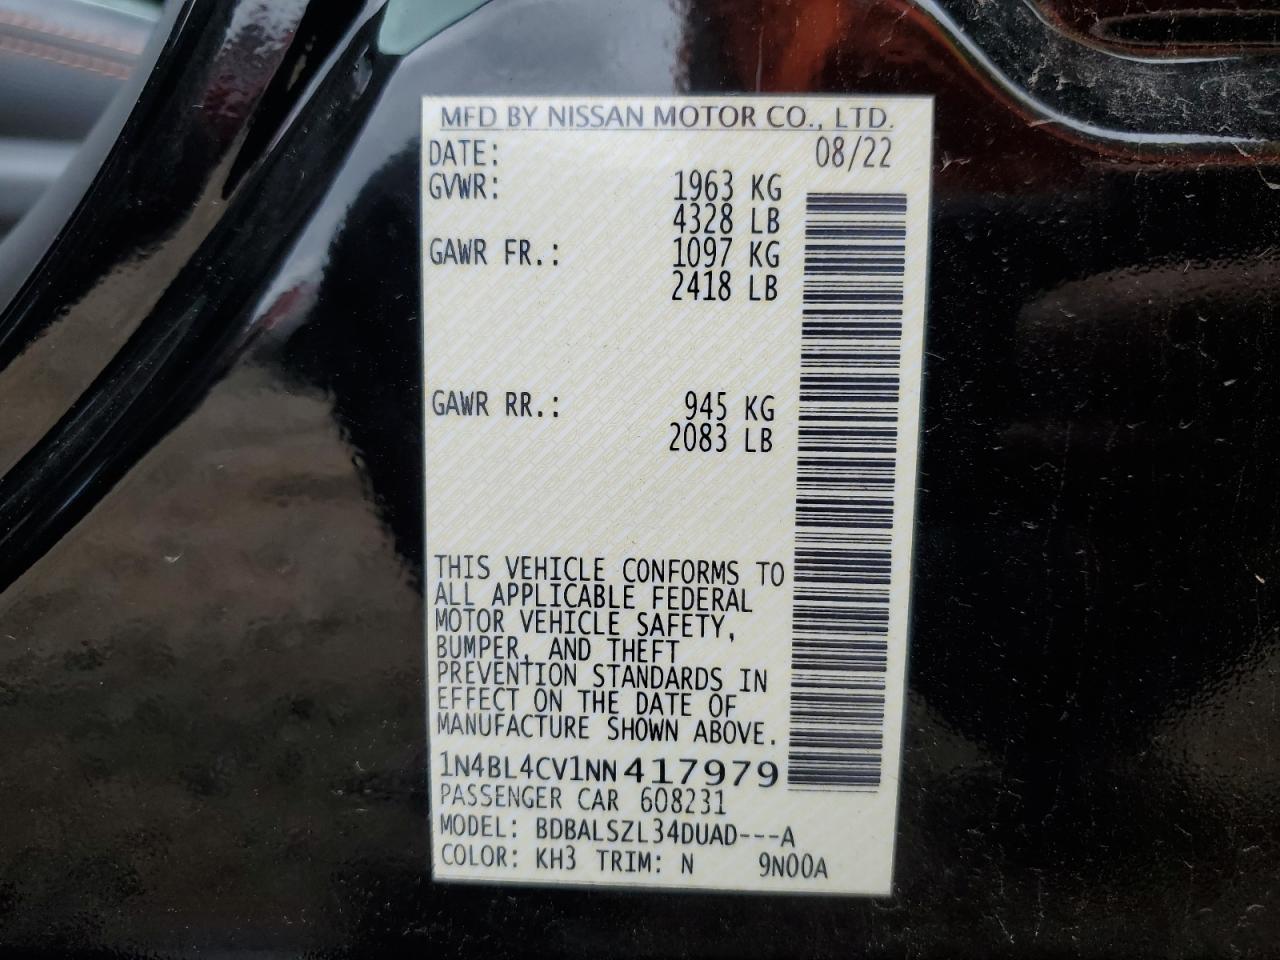 MFD BY NISSAN MOTOR CO., LTD.
DATE: 08/22
GVWR: 1963 KG
4328 LB
GAWR FR.: 1097 KG
2418 LB
GAWR RR.: 945 KG
2083 LB
THIS VEHICLE CONFORMS TO
ALL APPLICABLE FEDERAL
MOTOR VEHICLE SAFETY,
BUMPER, AND THEFT
PREVENTION STANDARDS IN
EFFECT ON THE DATE OF
MANUFACTURE SHOWN ABOVE.
1N4BL4CV1NN417979
PASSENGER CAR 608231
MODEL: BDBALSZL34DUAD---A
COLOR: KH3 TRIM: N 9N00A